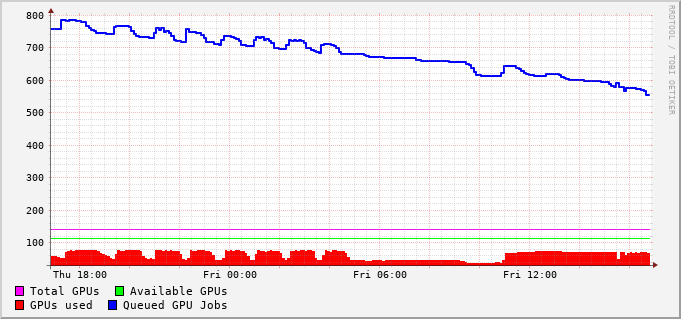 800
700
600
500
400
300
200
100
Thu 18:00 Fri 00:00 Fri 06:00 Fri 12:00
Total GPUs Available GPUs
GPUs used Queued GPU Jobs
RRDTOOL / TOBI OETIKER